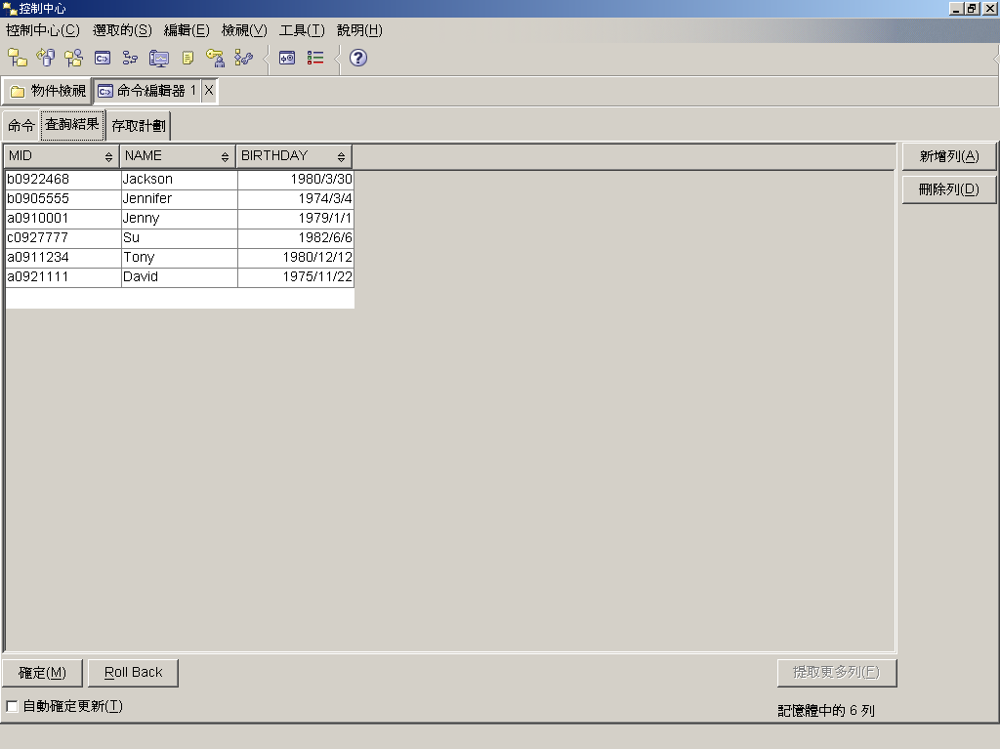 控制中心
控制中心(C) 選取的(S) 編輯(E) 檢視(V) 工具(T) 說明(H)
物件檢視 命令編輯器 1 X
命令 查詢結果 存取計劃
MID NAME BIRTHDAY
新增列(A)
b0922468 Jackson 1980/3/30
b0905555 Jennifer 1974/3/4
刪除列(D)
a0910001 Jenny 1979/1/1
c0927777 Su 1982/6/6
a0911234 Tony 1980/12/12
a0921111 David 1975/11/22
確定(M) Roll Back 提取更多列(F)
自動確定更新(T)
記憶體中的 6 列